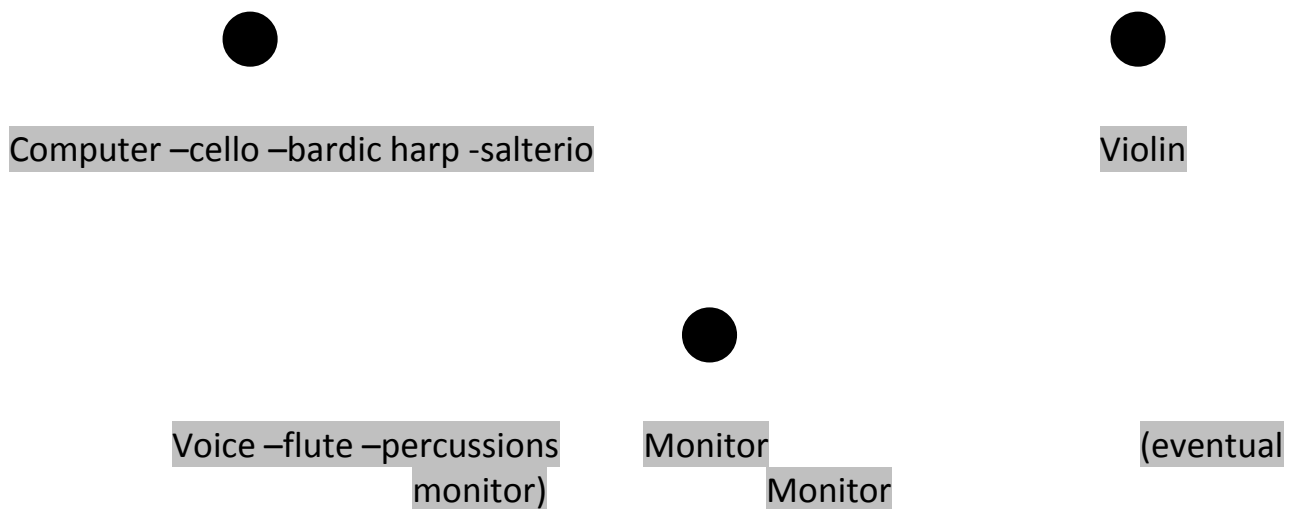 Computer –cello –bardic harp -salterio Violin
Voice –flute –percussions Monitor (eventual
monitor) Monitor